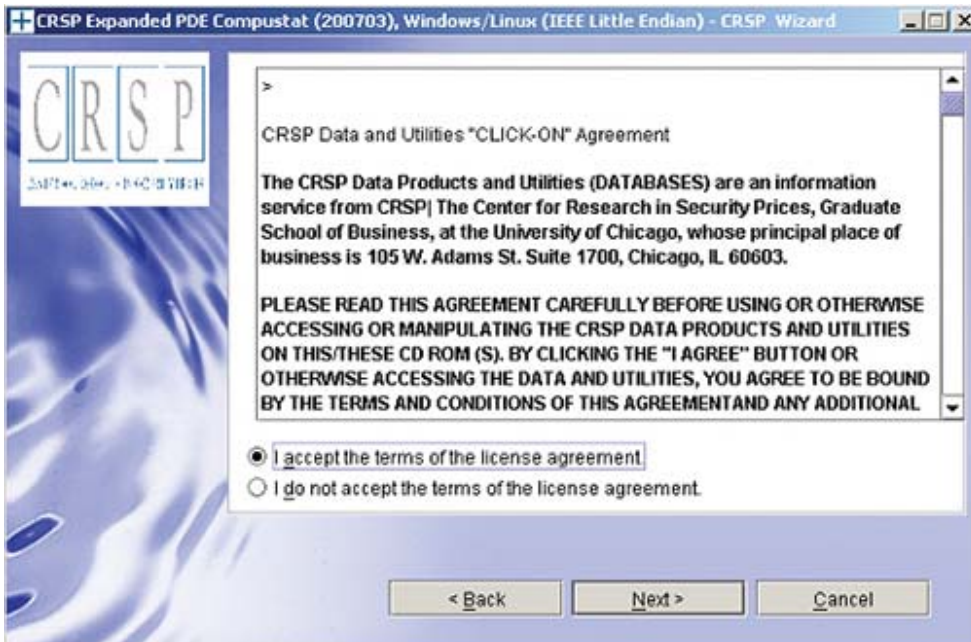 CRSP Expanded PDE Compustat (200703), Windows/Linux (IEEE Little Endian) - CRSP Wizard
CRSP
>
CRSP Data and Utilities "CLICK-ON" Agreement
The CRSP Data Products and Utilities (DATABASES) are an information
service from CRSP| The Center for Research in Security Prices, Graduate
School of Business, at the University of Chicago, whose principal place of
business is 105 W. Adams St. Suite 1700, Chicago, IL 60603.
PLEASE READ THIS AGREEMENT CAREFULLY BEFORE USING OR OTHERWISE
ACCESSING OR MANIPULATING THE CRSP DATA PRODUCTS AND UTILITIES
ON THIS/THESE CD ROM (S). BY CLICKING THE "I AGREE" BUTTON OR
OTHERWISE ACCESSING THE DATA AND UTILITIES, YOU AGREE TO BE BOUND
BY THE TERMS AND CONDITIONS OF THIS AGREEMENTAND ANY ADDITIONAL
I accept the terms of the license agreement.
I do not accept the terms of the license agreement.
< Back
Next >
Cancel